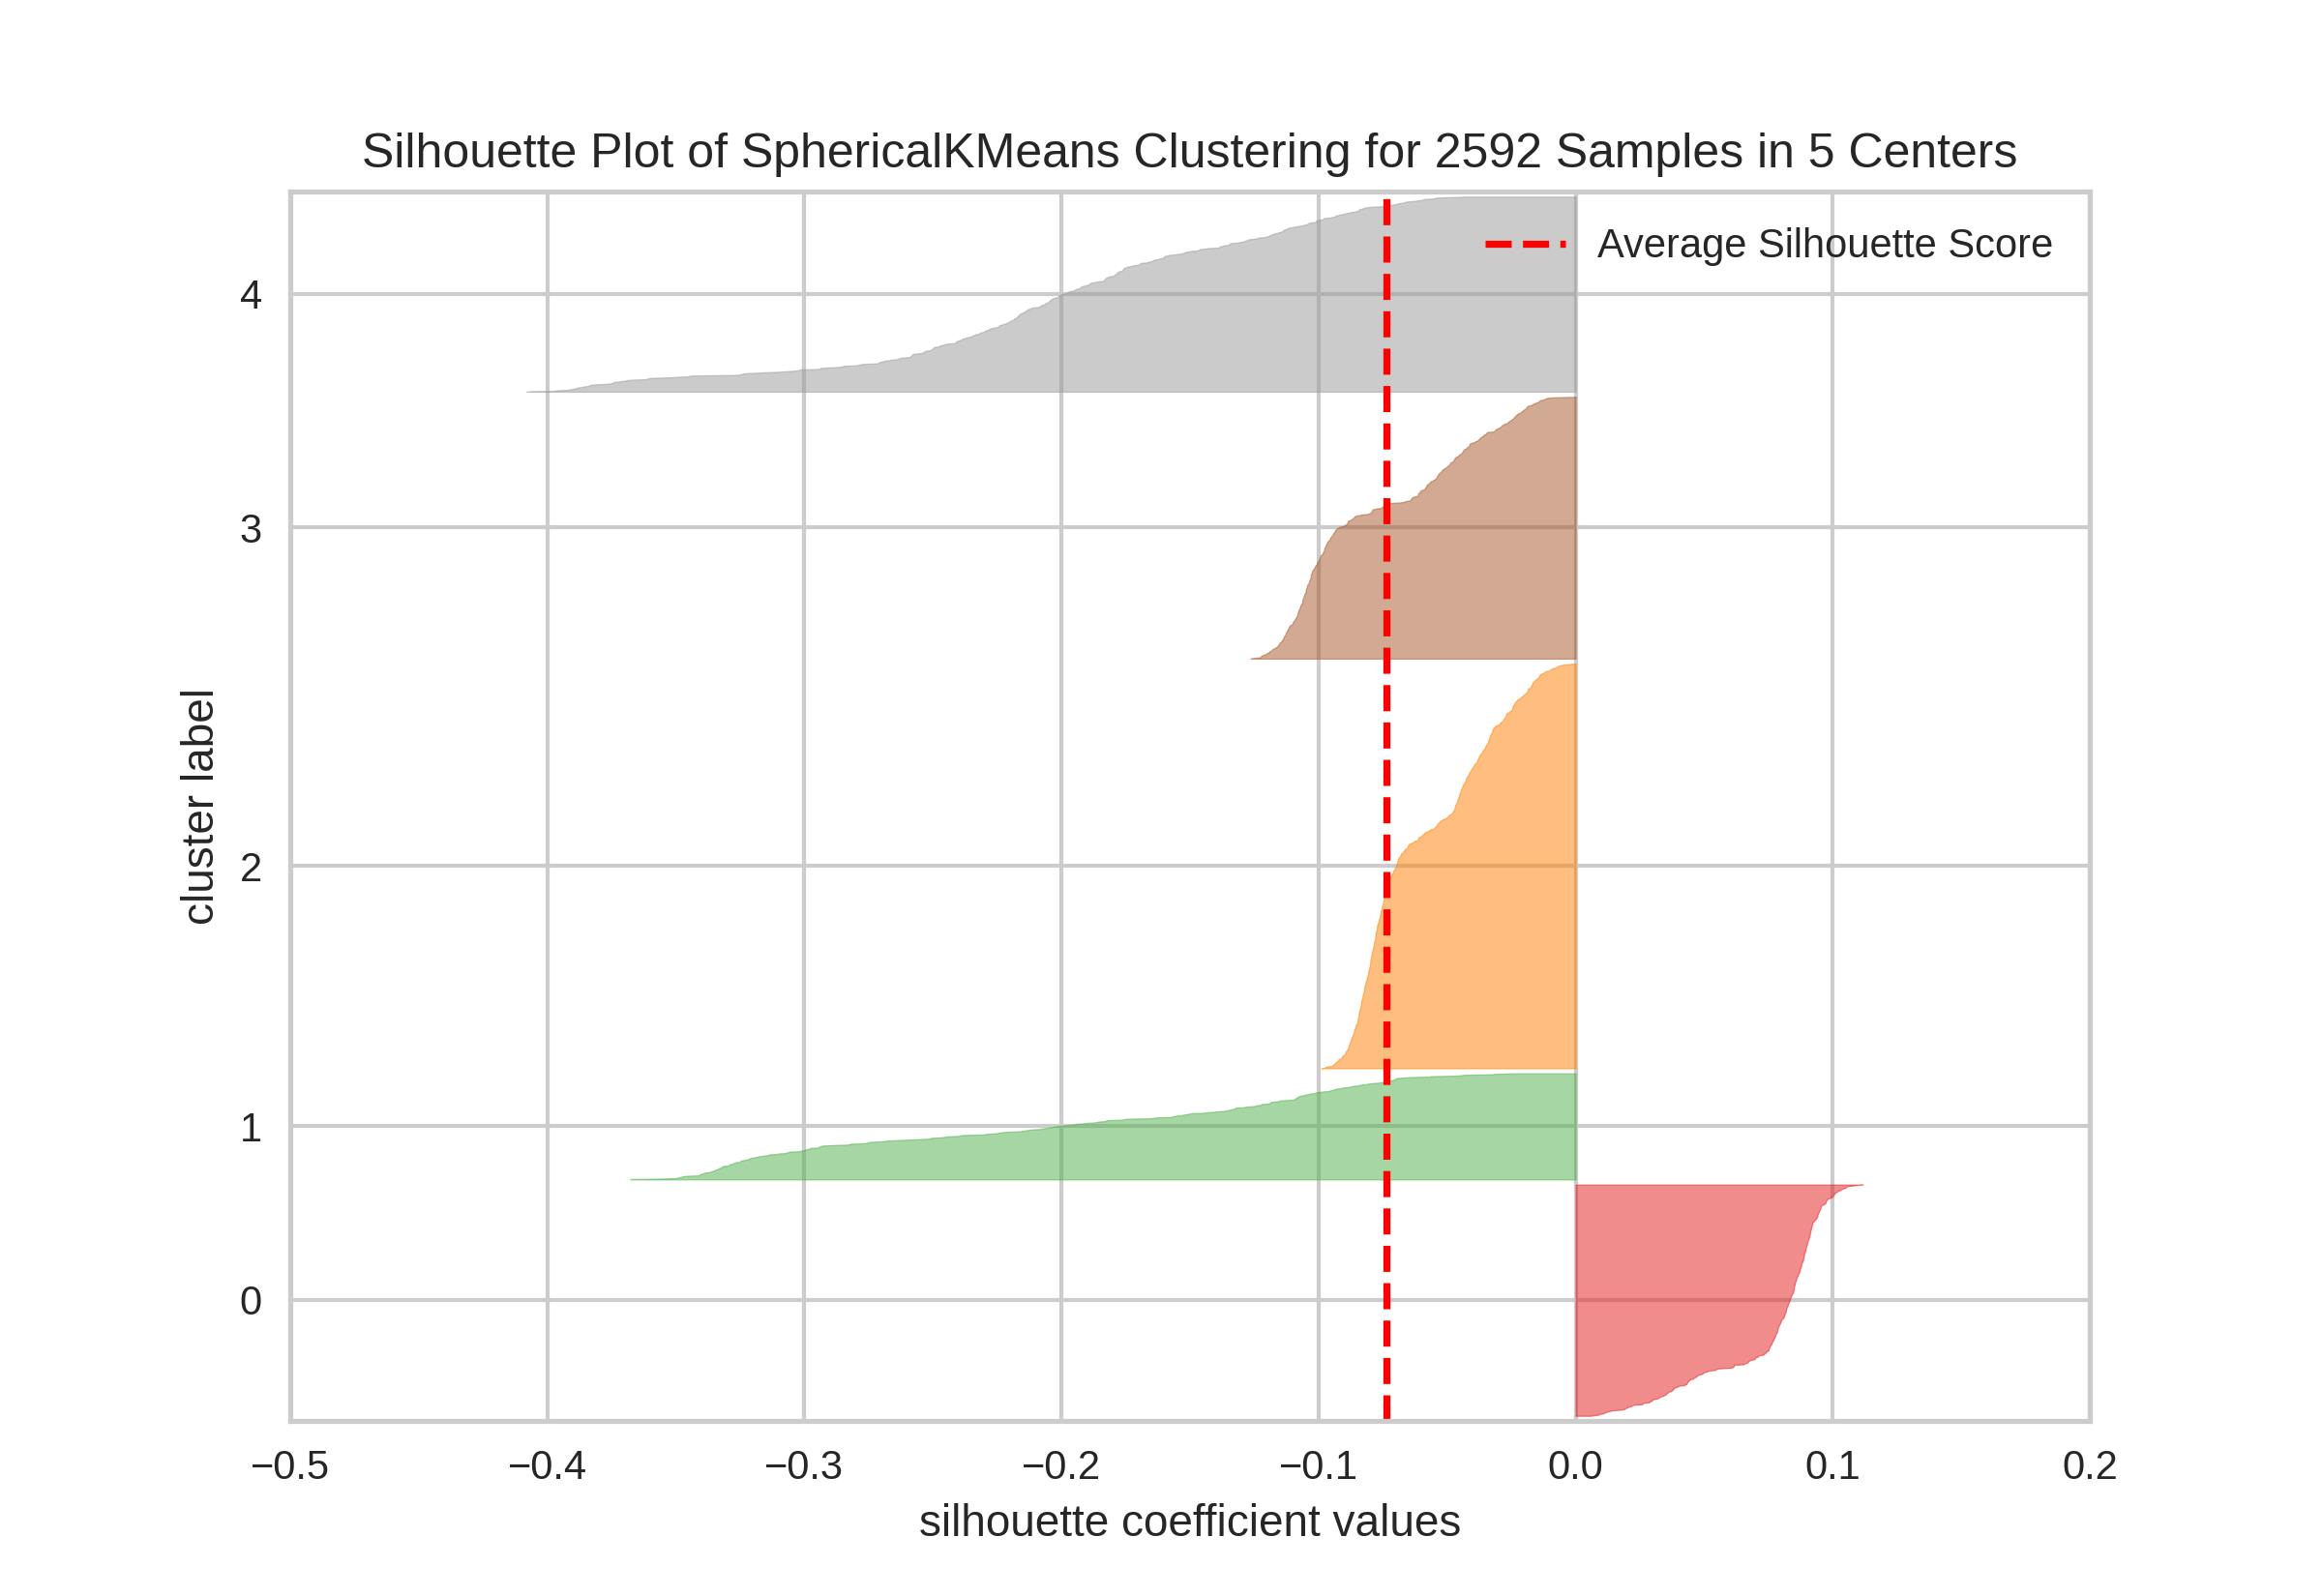 Silhouette Plot of SphericalKMeans Clustering for 2592 Samples in 5 Centers
Average Silhouette Score
4
3
2
1
0
cluster label
−0.5 −0.4 −0.3 −0.2 −0.1 0.0 0.1 0.2
silhouette coefficient values